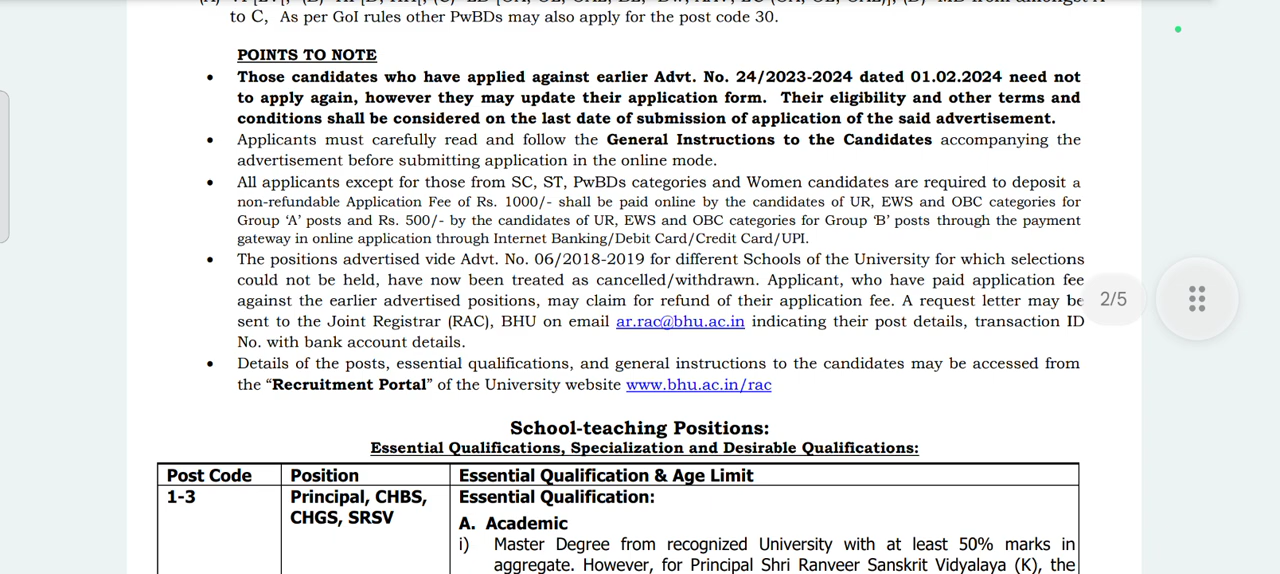 to C, As per GoI rules other PwBDs may also apply for the post code 30.
POINTS TO NOTE
• Those candidates who have applied against earlier Advt. No. 24/2023-2024 dated 01.02.2024 need not
to apply again, however they may update their application form. Their eligibility and other terms and
conditions shall be considered on the last date of submission of application of the said advertisement.
• Applicants must carefully read and follow the General Instructions to the Candidates accompanying the
advertisement before submitting application in the online mode.
• All applicants except for those from SC, ST, PwBDs categories and Women candidates are required to deposit a
non-refundable Application Fee of Rs. 1000/- shall be paid online by the candidates of UR, EWS and OBC categories for
Group ‘A’ posts and Rs. 500/- by the candidates of UR, EWS and OBC categories for Group ‘B’ posts through the payment
gateway in online application through Internet Banking/Debit Card/Credit Card/UPI.
• The positions advertised vide Advt. No. 06/2018-2019 for different Schools of the University for which selections
could not be held, have now been treated as cancelled/withdrawn. Applicant, who have paid application fee
against the earlier advertised positions, may claim for refund of their application fee. A request letter may be
2/5
sent to the Joint Registrar (RAC), BHU on email ar.rac@bhu.ac.in indicating their post details, transaction ID
No. with bank account details.
• Details of the posts, essential qualifications, and general instructions to the candidates may be accessed from
the “Recruitment Portal” of the University website www.bhu.ac.in/rac
School-teaching Positions:
Essential Qualifications, Specialization and Desirable Qualifications:
Post Code Position Essential Qualification & Age Limit
1-3 Principal, CHBS, Essential Qualification:
CHGS, SRSV
A. Academic
i) Master Degree from recognized University with at least 50% marks in
aggregate. However, for Principal Shri Ranveer Sanskrit Vidyalaya (K), the